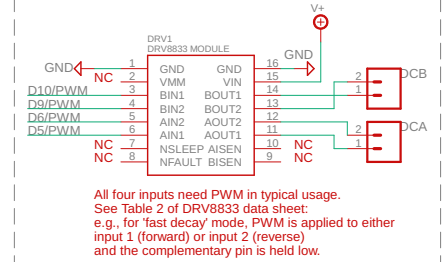 V+
DRV1
DRV8833 MODULE
GND 1 GND GND 16 GND
NC 2 VMM VIN 15
D10/PWM 3 BIN1 BOUT1 14 2 DCB
D9/PWM 4 BIN2 BOUT2 13 1
D6/PWM 5 AIN2 AOUT2 12 2 DCA
D5/PWM 6 AIN1 AOUT1 11 1
NC 7 NSLEEP AISEN 10 NC
NC 8 NFAULT BISEN 9 NC
All four inputs need PWM in typical usage.
See Table 2 of DRV8833 data sheet:
e.g., for 'fast decay' mode, PWM is applied to either
input 1 (forward) or input 2 (reverse)
and the complementary pin is held low.